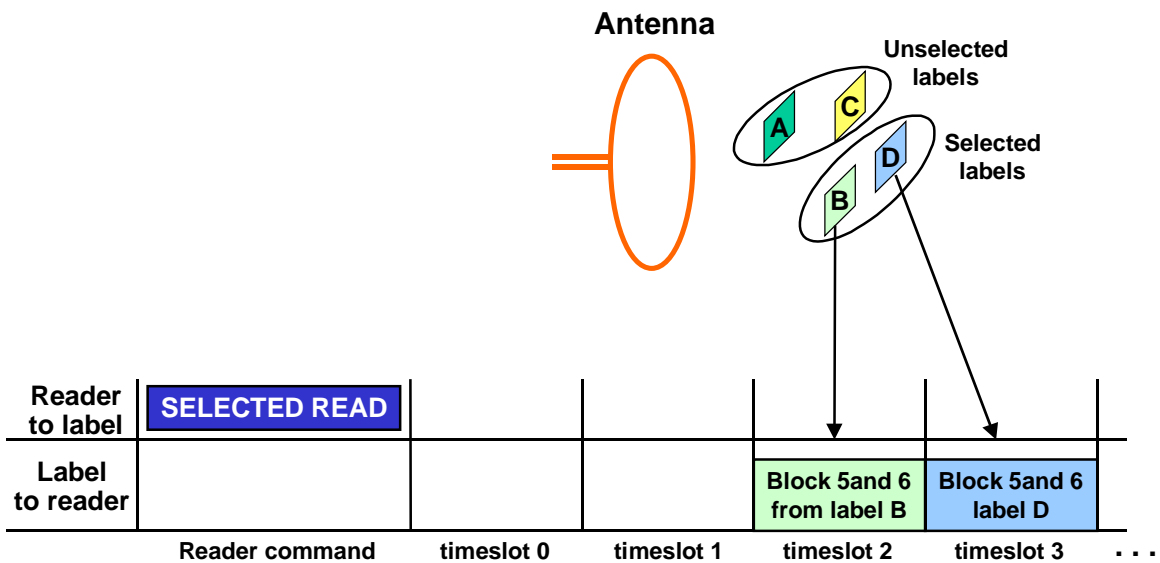 Antenna
Unselected
labels
A
C
Selected
labels
D
B
Reader
to label
SELECTED READ
Label
to reader
Block 5and 6
from label B
Block 5and 6
label D
Reader command
timeslot 0
timeslot 1
timeslot 2
timeslot 3
. . .